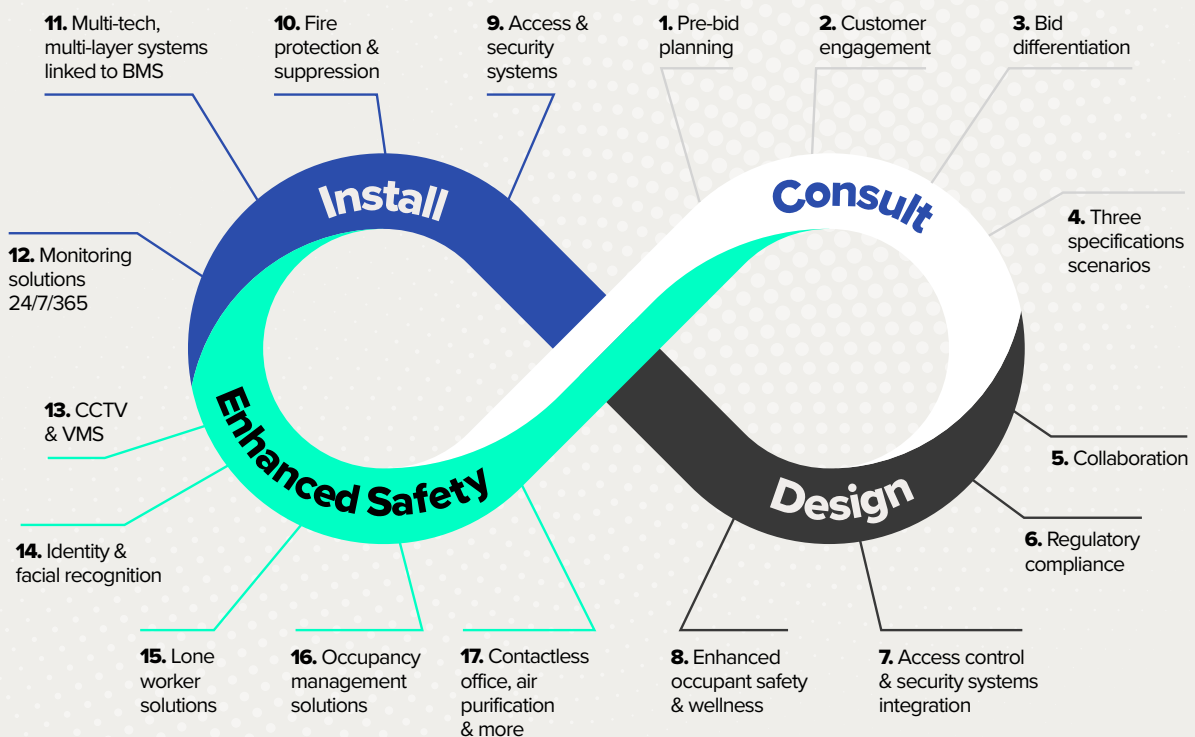 11. Multi-tech,
multi-layer systems
linked to BMS
10. Fire
protection &
suppression
9. Access &
security
systems
1. Pre-bid
planning
2. Customer
engagement
3. Bid
differentiation
Install
Consult
4. Three
specifications
scenarios
12. Monitoring
solutions
24/7/365
13. CCTV
& VMS
Enhanced Safety
Design
5. Collaboration
14. Identity &
facial recognition
6. Regulatory
compliance
15. Lone
worker
solutions
16. Occupancy
management
solutions
17. Contactless
office, air
purification
& more
8. Enhanced
occupant safety
& wellness
7. Access control
& security systems
integration